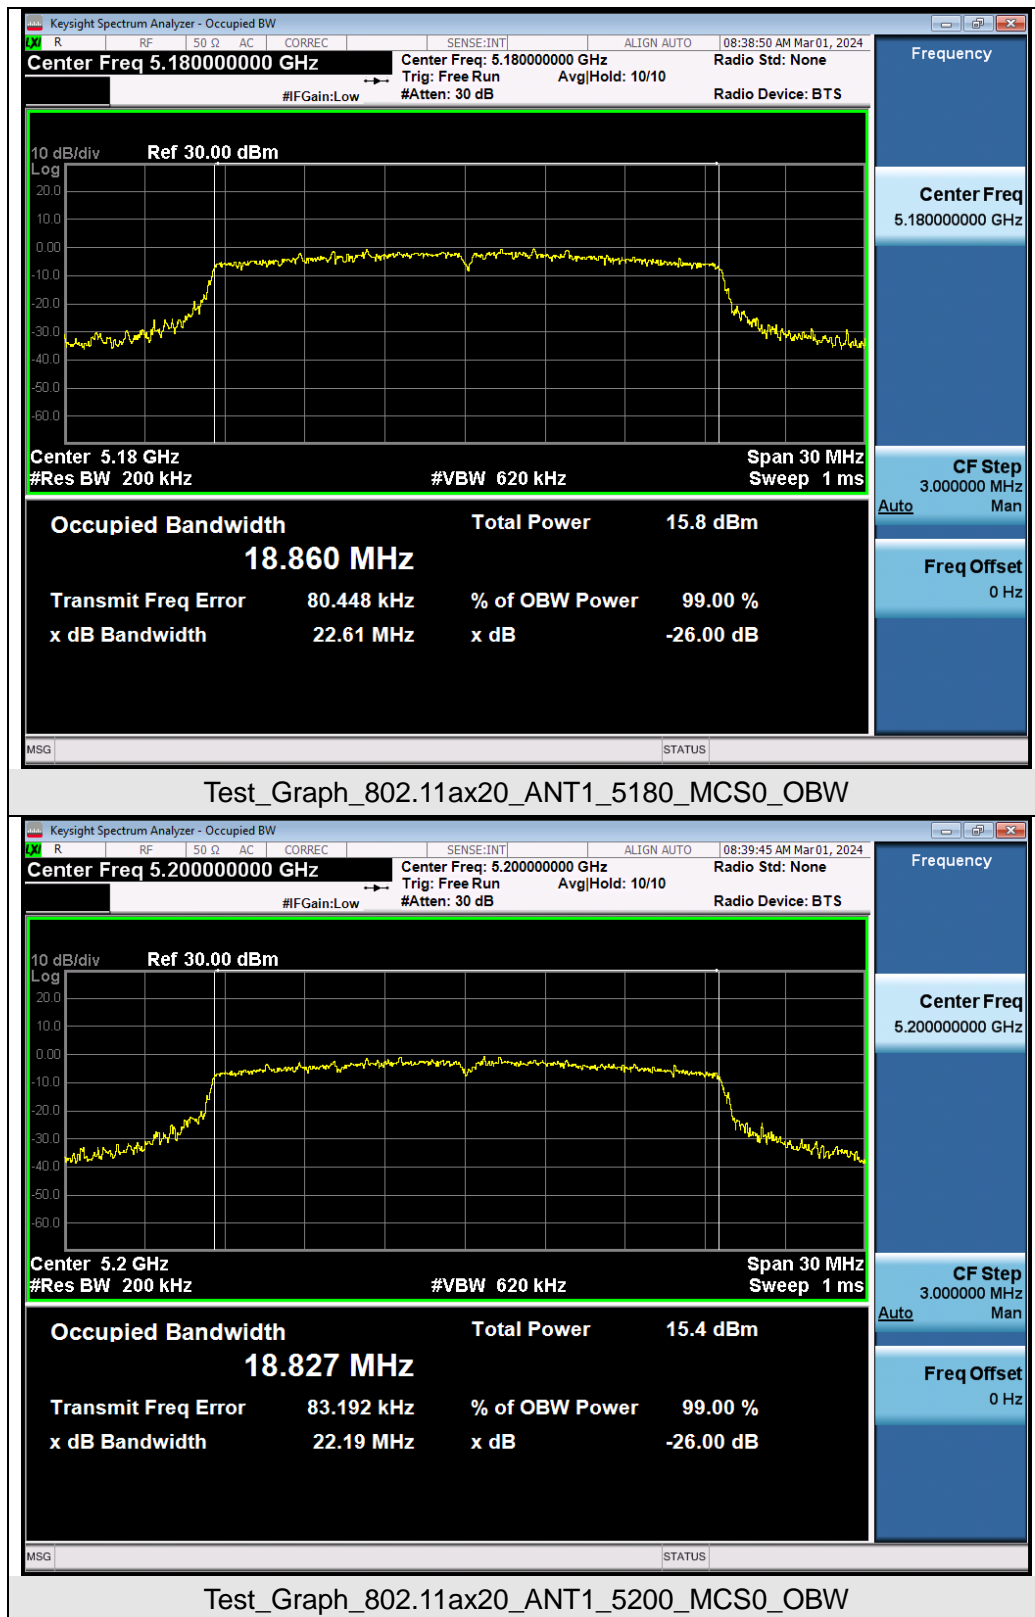 Keysight Spectrum Analyzer - Occupied BW
LXI R RF 50 Ω AC CORREC SENSE:INT ALIGN AUTO 08:38:50 AM Mar 01, 2024
Center Freq 5.180000000 GHz Center Freq: 5.180000000 GHz Radio Std: None Frequency
Trig: Free Run Avg|Hold: 10/10
#IFGain:Low #Atten: 30 dB Radio Device: BTS
10 dB/div Ref 30.00 dBm
Log
20.0
10.0
0.00
-10.0
-20.0
-30.0
-40.0
-50.0
-60.0
Center Freq
5.180000000 GHz
Center 5.18 GHz Span 30 MHz
#Res BW 200 kHz #VBW 620 kHz Sweep 1 ms
CF Step
3.000000 MHz
Auto Man
Occupied Bandwidth Total Power 15.8 dBm
18.860 MHz
Freq Offset
0 Hz
Transmit Freq Error 80.448 kHz % of OBW Power 99.00 %
x dB Bandwidth 22.61 MHz x dB -26.00 dB
MSG STATUS
Test_Graph_802.11ax20_ANT1_5180_MCS0_OBW
Keysight Spectrum Analyzer - Occupied BW
LXI R RF 50 Ω AC CORREC SENSE:INT ALIGN AUTO 08:39:45 AM Mar 01, 2024
Center Freq 5.200000000 GHz Center Freq: 5.200000000 GHz Radio Std: None Frequency
Trig: Free Run Avg|Hold: 10/10
#IFGain:Low #Atten: 30 dB Radio Device: BTS
10 dB/div Ref 30.00 dBm
Log
20.0
10.0
0.00
-10.0
-20.0
-30.0
-40.0
-50.0
-60.0
Center Freq
5.200000000 GHz
Center 5.2 GHz Span 30 MHz
#Res BW 200 kHz #VBW 620 kHz Sweep 1 ms
CF Step
3.000000 MHz
Auto Man
Occupied Bandwidth Total Power 15.4 dBm
18.827 MHz
Freq Offset
0 Hz
Transmit Freq Error 83.192 kHz % of OBW Power 99.00 %
x dB Bandwidth 22.19 MHz x dB -26.00 dB
MSG STATUS
Test_Graph_802.11ax20_ANT1_5200_MCS0_OBW